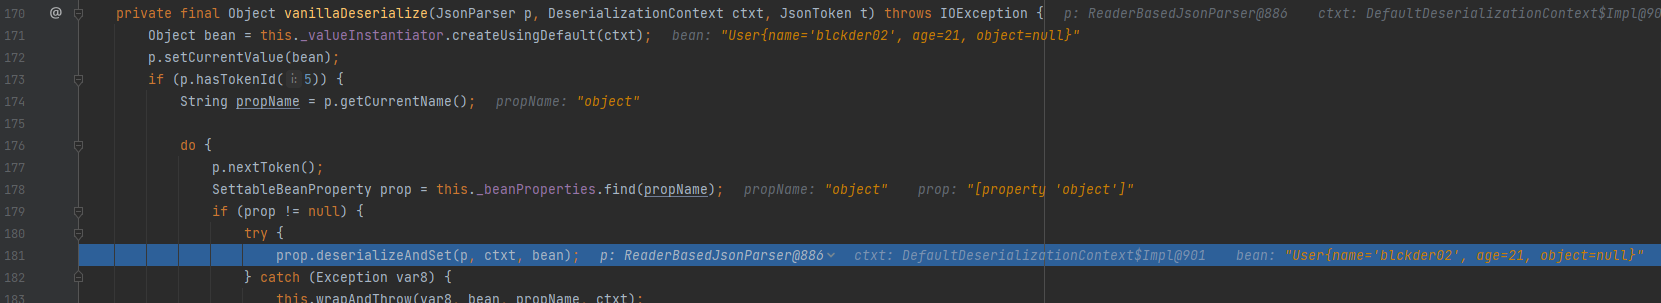 170 @ private final Object vanillaDeserialize(JsonParser p, DeserializationContext ctxt, JsonToken t) throws IOException { p: ReaderBasedJsonParser@886 ctxt: DefaultDeserializationContext$Impl@90
171 Object bean = this._valueInstantiator.createUsingDefault(ctxt); bean: "User{name='blckder02', age=21, object=null}"
172 p.setCurrentValue(bean);
173 if (p.hasTokenId( i: 5)) {
174 String propName = p.getCurrentName(); propName: "object"
175
176 do {
177 p.nextToken();
178 SettableBeanProperty prop = this._beanProperties.find(propName); propName: "object" prop: "[property 'object']"
179 if (prop != null) {
180 try {
181 prop.deserializeAndSet(p, ctxt, bean); p: ReaderBasedJsonParser@886 ctxt: DefaultDeserializationContext$Impl@901 bean: "User{name='blckder02', age=21, object=null}"
182 } catch (Exception var8) {
183 this.wrapAndThrow(var8, bean, propName, ctxt);